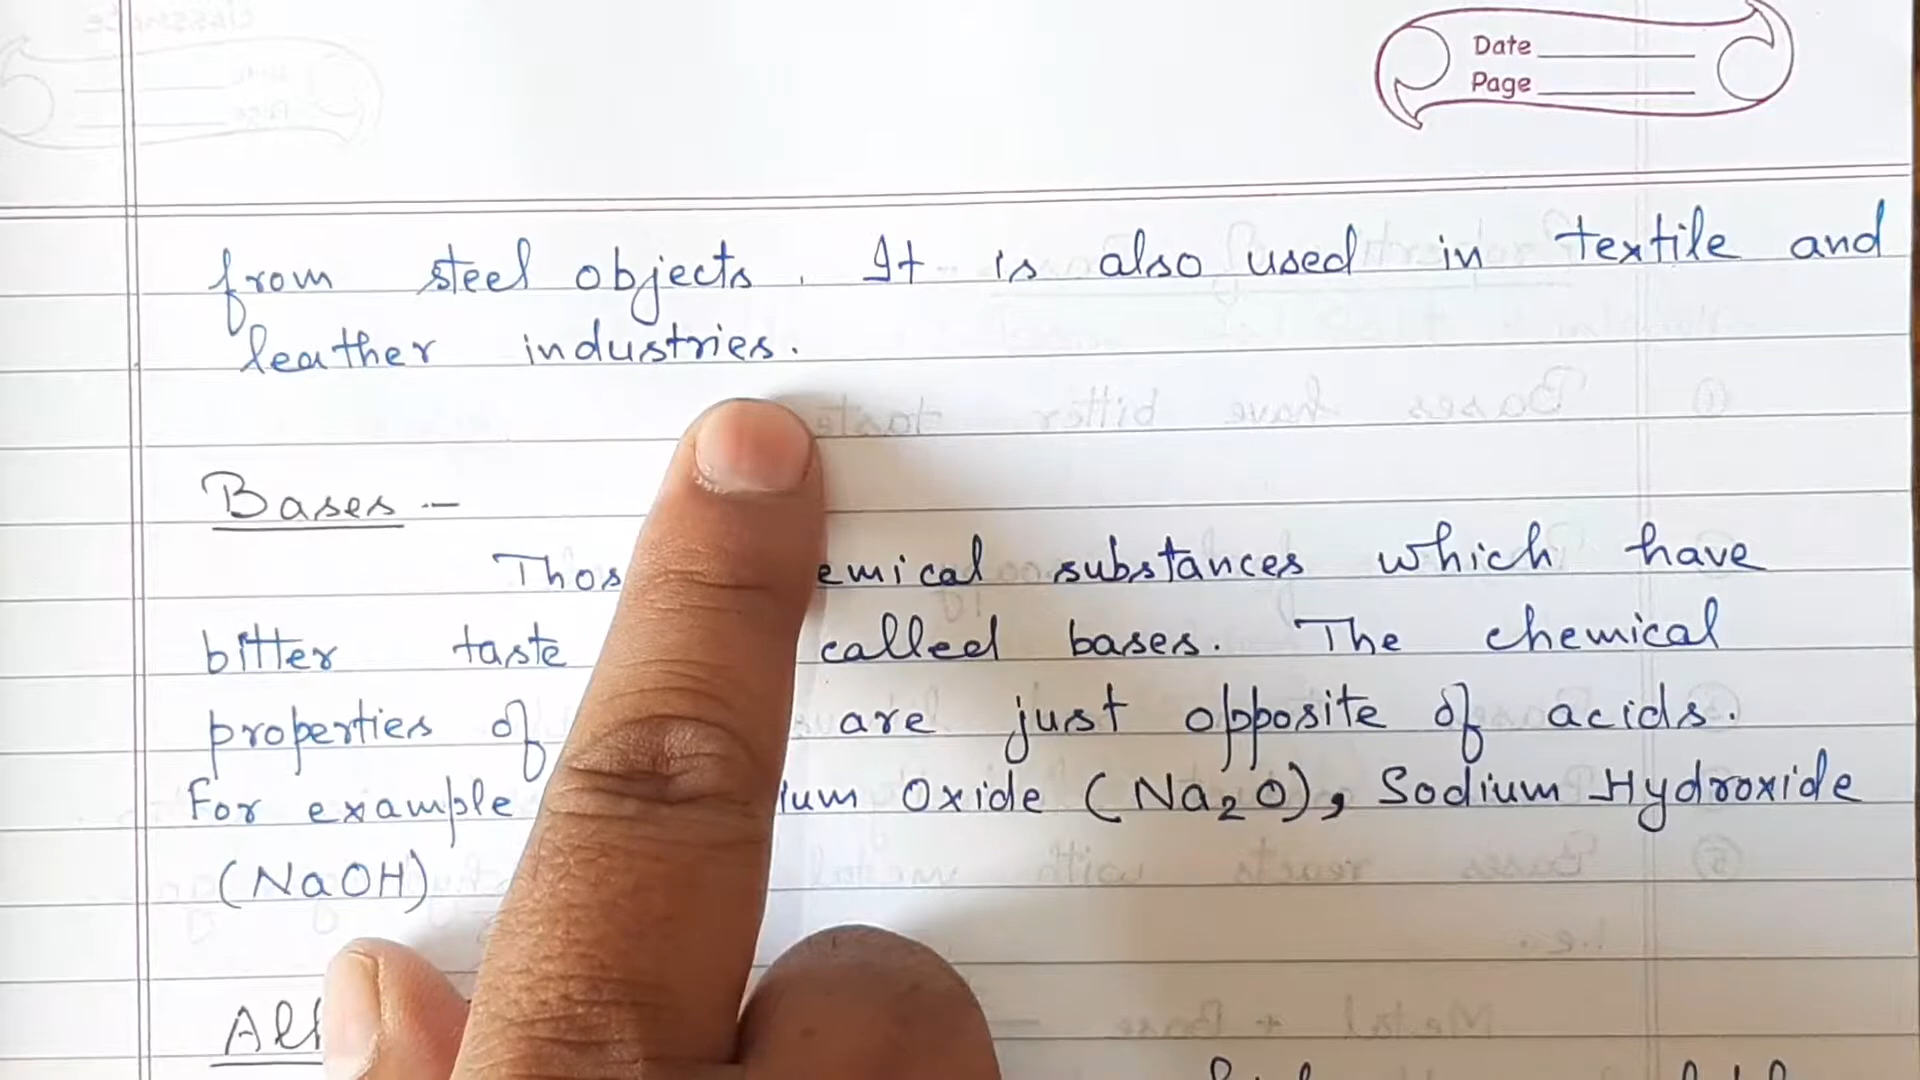 Date
Page
from steel objects. It is also used in textile and
leather industries.
Bases -
Thos emical substances which have
bitter taste called bases. The chemical
properties of are just opposite of acids.
For example ium Oxide (Na2O), Sodium Hydroxide
(NaOH)